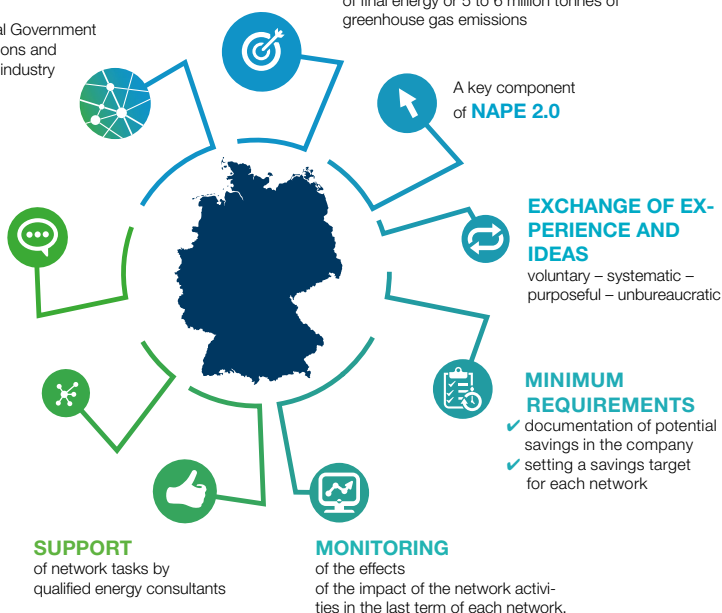 al Government
ons and
industry
of final energy or 5 to 6 million tonnes of
greenhouse gas emissions
A key component
of NAPE 2.0
EXCHANGE OF EX-
PERIENCE AND
IDEAS
voluntary – systematic –
purposeful – unbureaucratic
MINIMUM
REQUIREMENTS
✔ documentation of potential
savings in the company
✔ setting a savings target
for each network
SUPPORT
of network tasks by
qualified energy consultants
MONITORING
of the effects
of the impact of the network activi-
ties in the last term of each network.